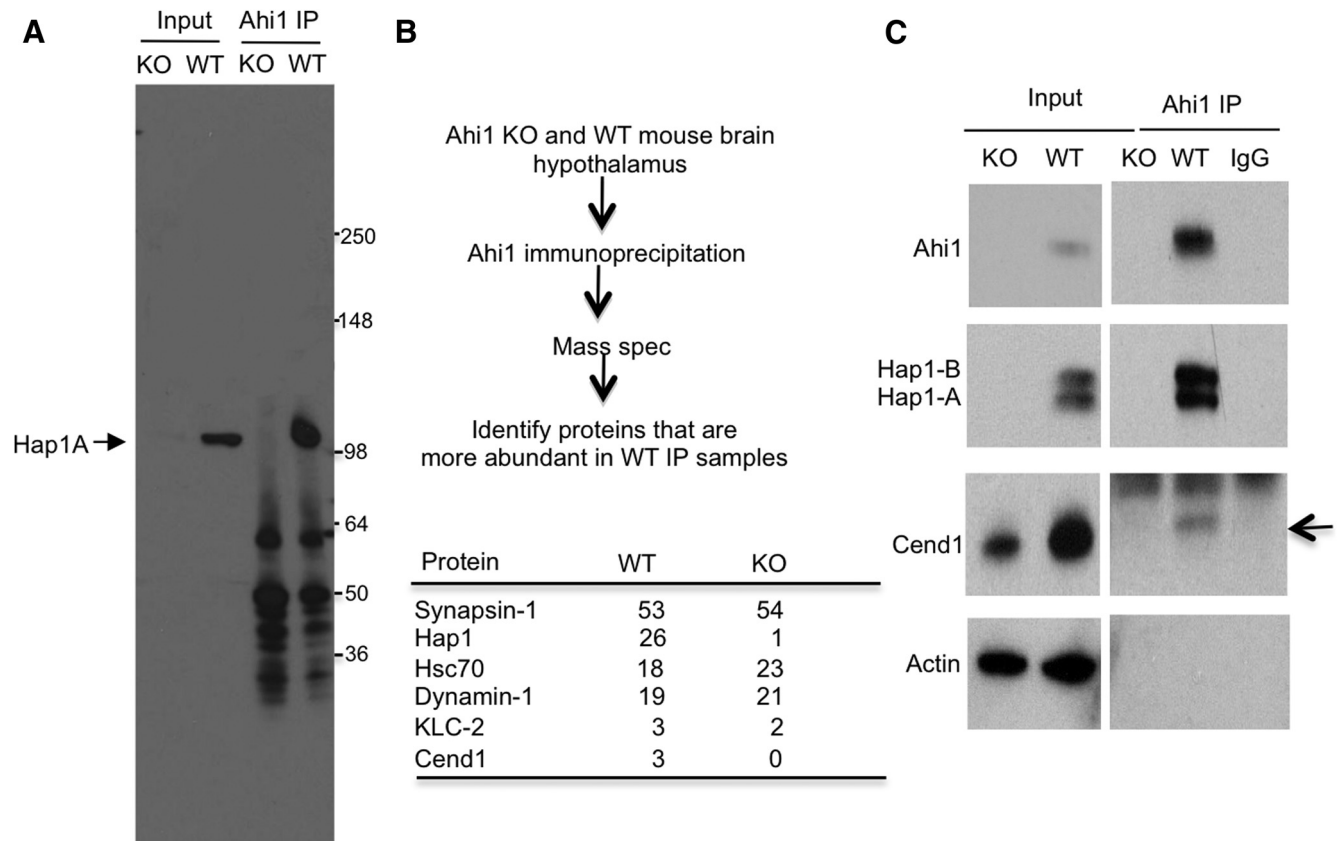 A
Input Ahi1 IP
KO WT KO WT
Hap1A
250
148
98
64
50
36
B
Ahi1 KO and WT mouse brain
hypothalamus
Ahi1 immunoprecipitation
Mass spec
Identify proteins that are
more abundant in WT IP samples
Protein WT KO
Synapsin-1 53 54
Hap1 26 1
Hsc70 18 23
Dynamin-1 19 21
KLC-2 3 2
Cend1 3 0
C
Input Ahi1 IP
KO WT KO WT IgG
Ahi1
Hap1-B
Hap1-A
Cend1
Actin